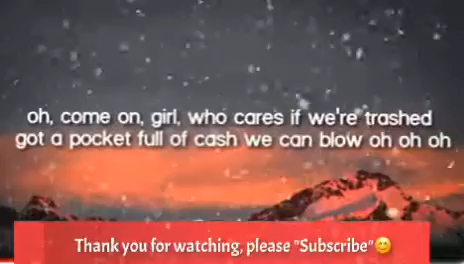 oh, come on, girl, who cares if we're trashed
got a pocket full of cash we can blow oh oh oh
Thank you for watching, please "Subscribe"😊